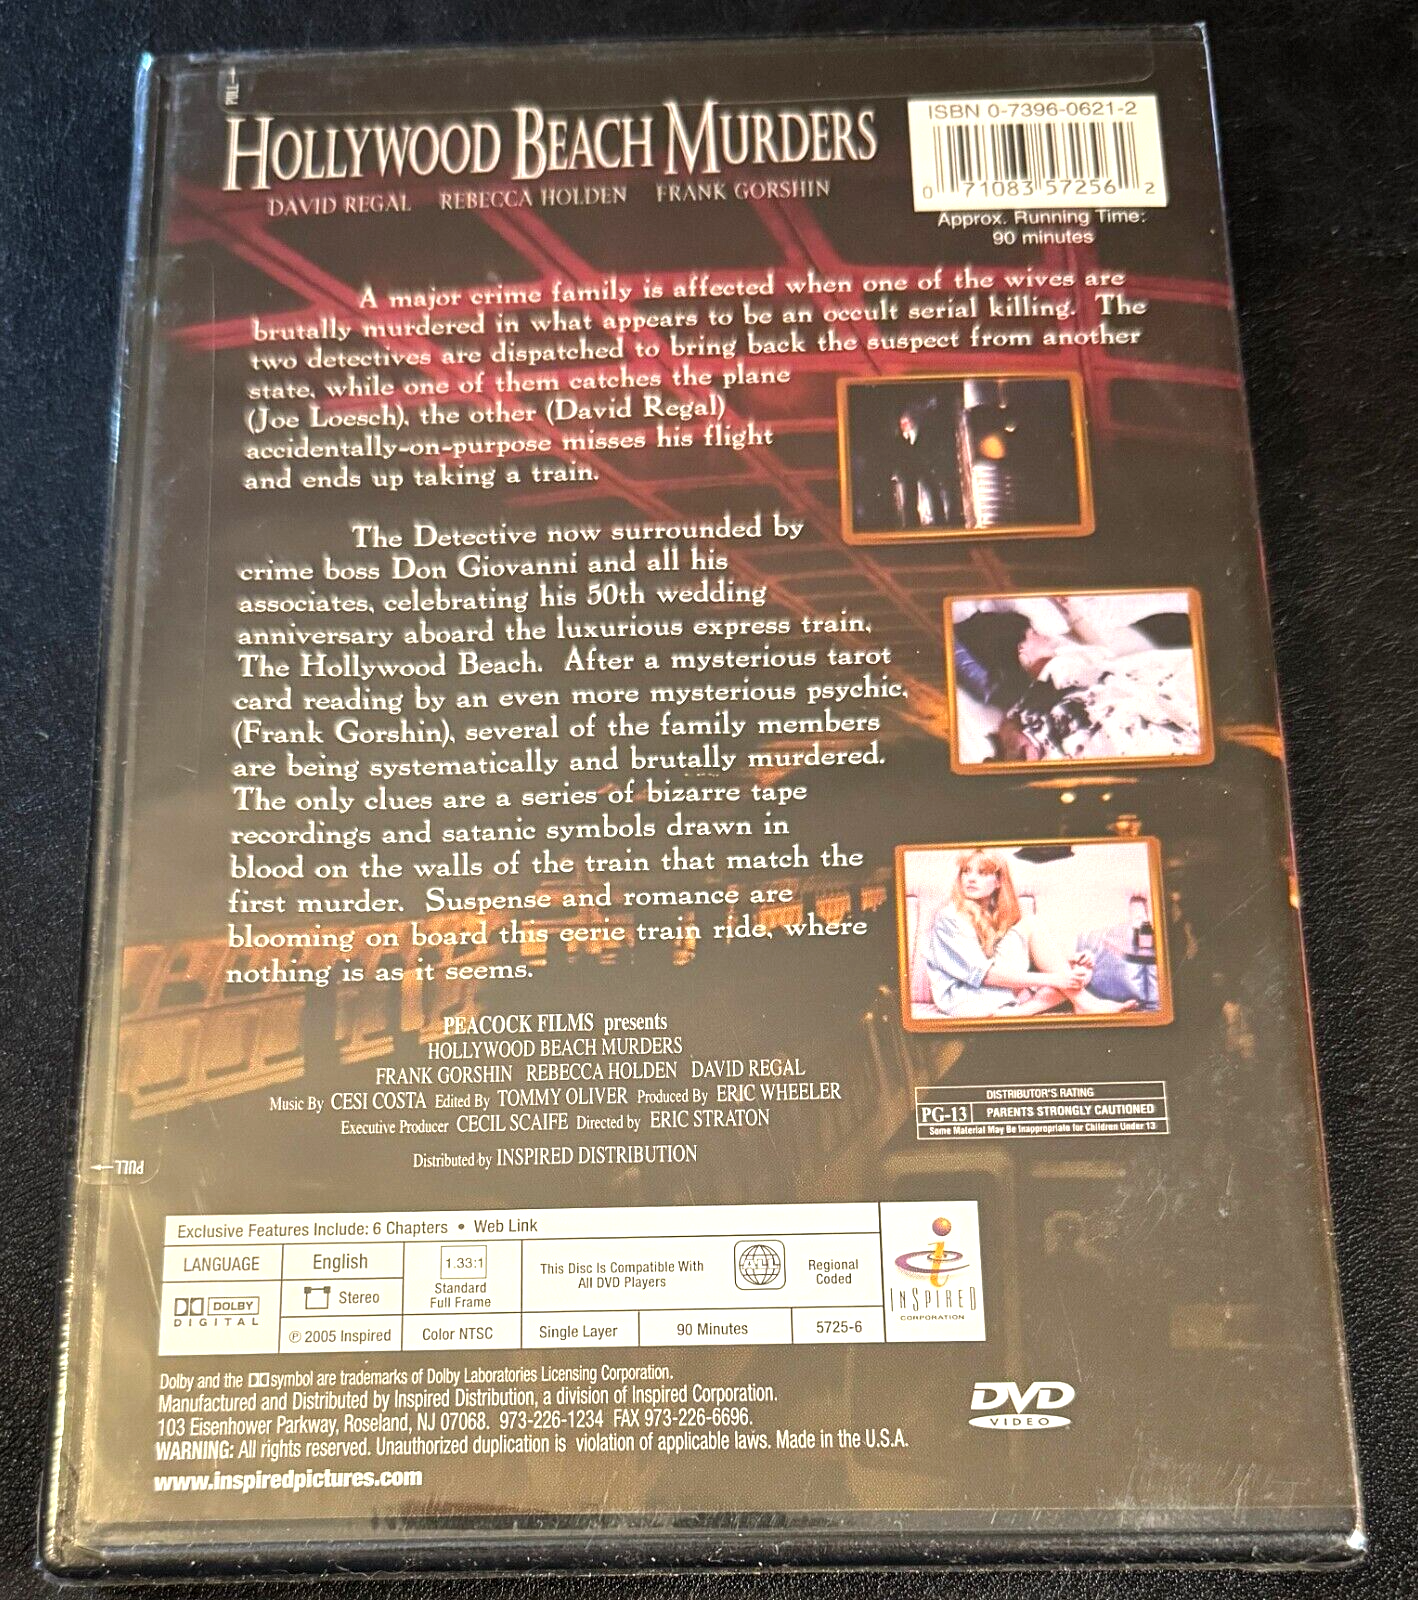 PULL→
HOLLYWOOD BEACH MURDERS
DAVID REGAL REBECCA HOLDEN FRANK GORSHIN
ISBN 0-7396-0621-2
0 71083 57256 2
Approx. Running Time:
90 minutes
A major crime family is affected when one of the wives are
brutally murdered in what appears to be an occult serial killing. The
two detectives are dispatched to bring back the suspect from another
state, while one of them catches the plane
(Joe Loesch), the other (David Regal)
accidentally-on-purpose misses his flight
and ends up taking a train.
The Detective now surrounded by
crime boss Don Giovanni and all his
associates, celebrating his 50th wedding
anniversary aboard the luxurious express train,
The Hollywood Beach. After a mysterious tarot
card reading by an even more mysterious psychic,
(Frank Gorshin), several of the family members
are being systematically and brutally murdered.
The only clues are a series of bizarre tape
recordings and satanic symbols drawn in
blood on the walls of the train that match the
first murder. Suspense and romance are
blooming on board this eerie train ride, where
nothing is as it seems.
PEACOCK FILMS presents
HOLLYWOOD BEACH MURDERS
FRANK GORSHIN REBECCA HOLDEN DAVID REGAL
Music By CESI COSTA Edited By TOMMY OLIVER Produced By ERIC WHEELER
Executive Producer CECIL SCAIFE Directed by ERIC STRATON
Distributed by INSPIRED DISTRIBUTION
DISTRIBUTOR'S RATING
PG-13 PARENTS STRONGLY CAUTIONED
Some Material May Be Inappropriate for Children Under 13
←PULL
Exclusive Features Include: 6 Chapters • Web Link
LANGUAGE
English
1.33:1
Standard
Full Frame
This Disc Is Compatible With
All DVD Players
ALL
Regional
Coded
DOLBY
DIGITAL
Stereo
℗ 2005 Inspired
Color NTSC
Single Layer
90 Minutes
5725-6
i
INSPIRED
CORPORATION
Dolby and the symbol are trademarks of Dolby Laboratories Licensing Corporation.
Manufactured and Distributed by Inspired Distribution, a division of Inspired Corporation.
103 Eisenhower Parkway, Roseland, NJ 07068. 973-226-1234 FAX 973-226-6696.
WARNING: All rights reserved. Unauthorized duplication is violation of applicable laws. Made in the U.S.A.
www.inspiredpictures.com
DVD
VIDEO